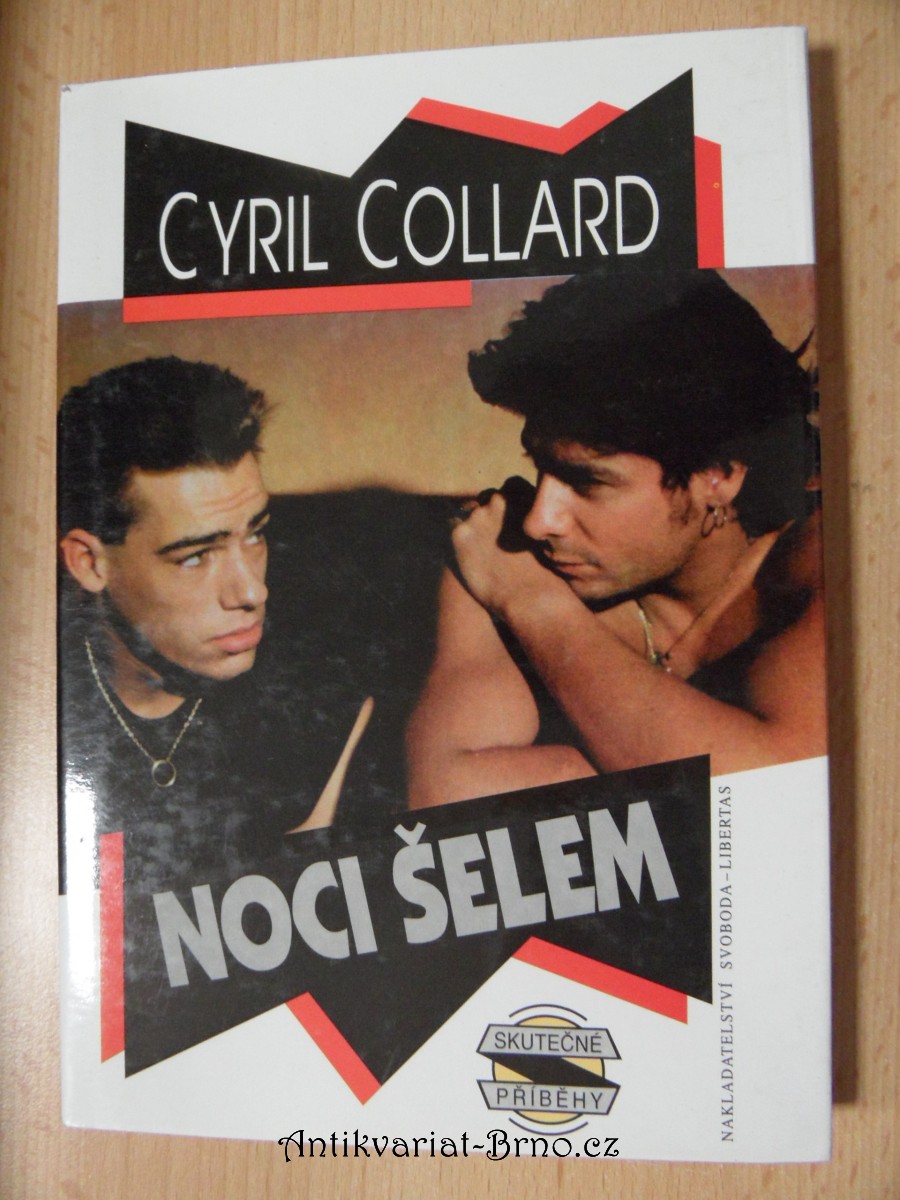 CYRIL COLLARD
NOCI ŠELEM
SKUTEČNÉ
PŘÍBĚHY
NAKLADATELSTVÍ SVOBODA – LIBERTAS
Antikvariat-Brno.cz